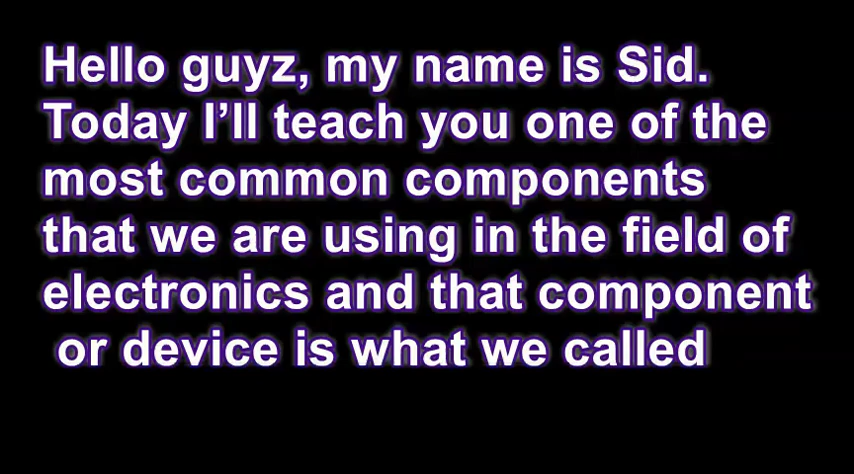 Hello guyz, my name is Sid.
Today I’ll teach you one of the
most common components
that we are using in the field of
electronics and that component
or device is what we called